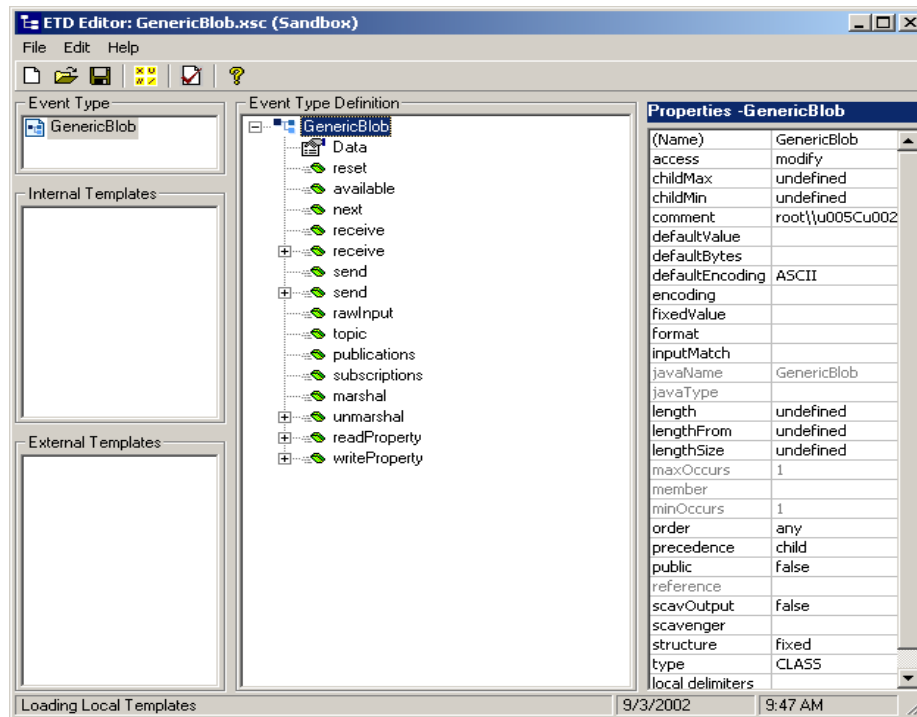 ETD Editor: GenericBlob.xsc (Sandbox)
File Edit Help
Event Type
GenericBlob
Internal Templates
External Templates
Event Type Definition
GenericBlob
Data
reset
available
next
receive
receive
send
send
rawInput
topic
publications
subscriptions
marshal
unmarshal
readProperty
writeProperty
Properties -GenericBlob
(Name) GenericBlob
access modify
childMax undefined
childMin undefined
comment root\\u005Cu002
defaultValue
defaultBytes
defaultEncoding ASCII
encoding
fixedValue
format
inputMatch
javaName GenericBlob
javaType
length undefined
lengthFrom undefined
lengthSize undefined
maxOccurs 1
member
minOccurs 1
order any
precedence child
public false
reference
scavOutput false
scavenger
structure fixed
type CLASS
local delimiters
Loading Local Templates 9/3/2002 9:47 AM